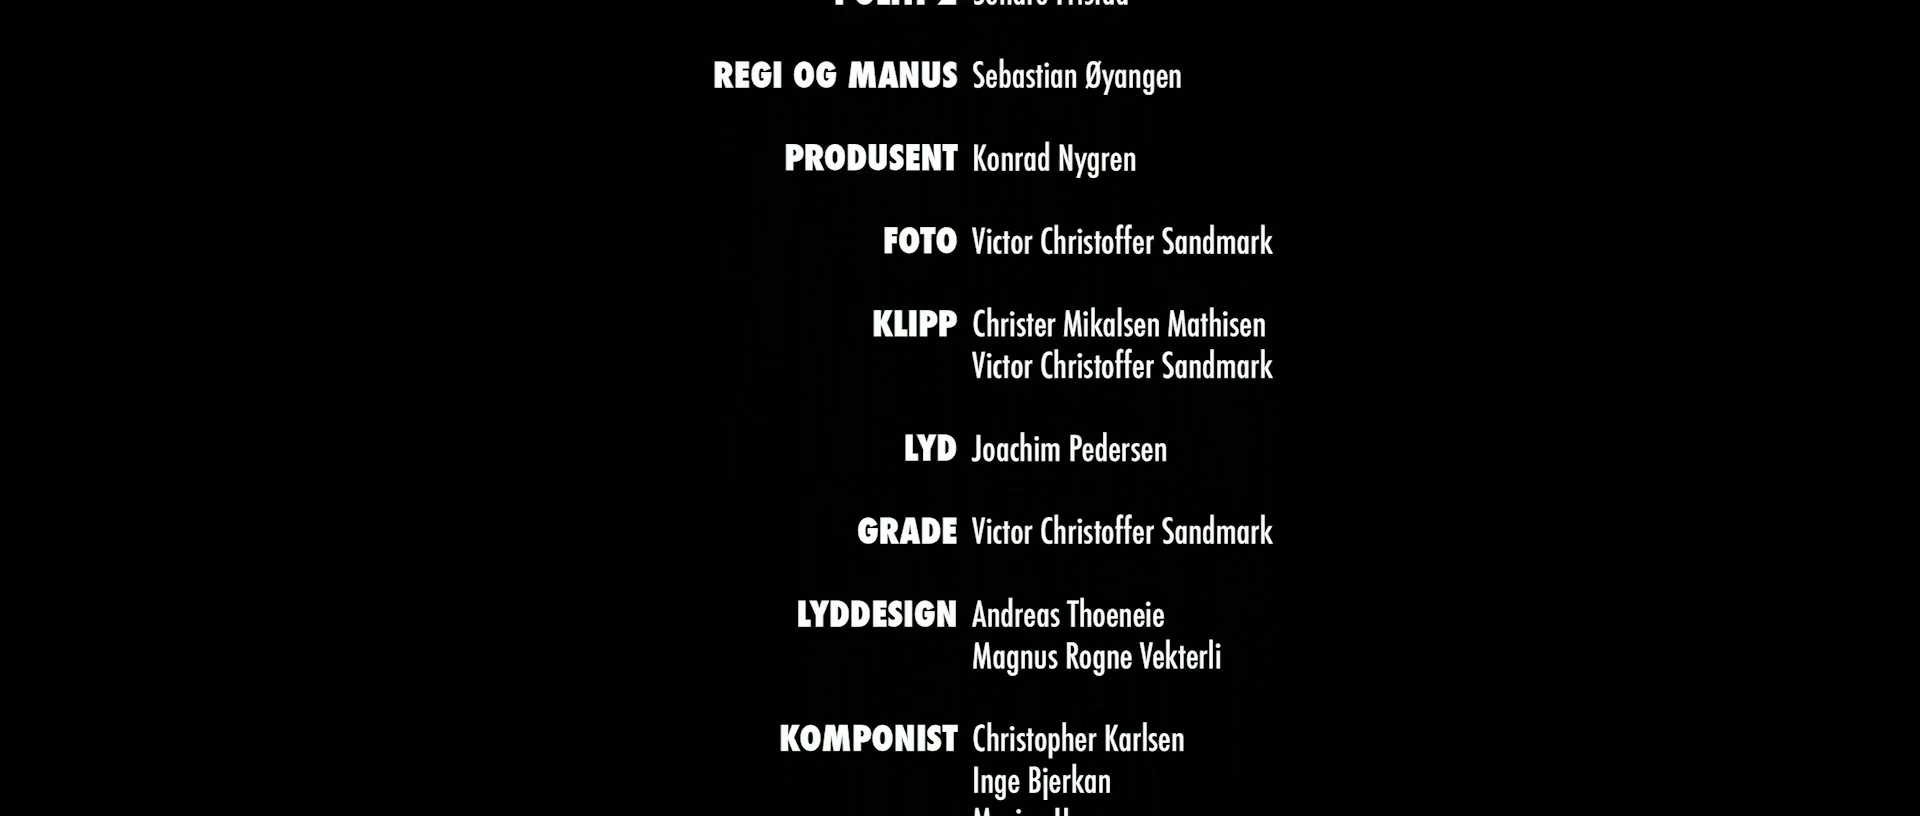 REGI OG MANUS Sebastian Øyangen
PRODUSENT Konrad Nygren
FOTO Victor Christoffer Sandmark
KLIPP Christer Mikalsen Mathisen
Victor Christoffer Sandmark
LYD Joachim Pedersen
GRADE Victor Christoffer Sandmark
LYDDESIGN Andreas Thoeneie
Magnus Rogne Vekterli
KOMPONIST Christopher Karlsen
Inge Bjerkan